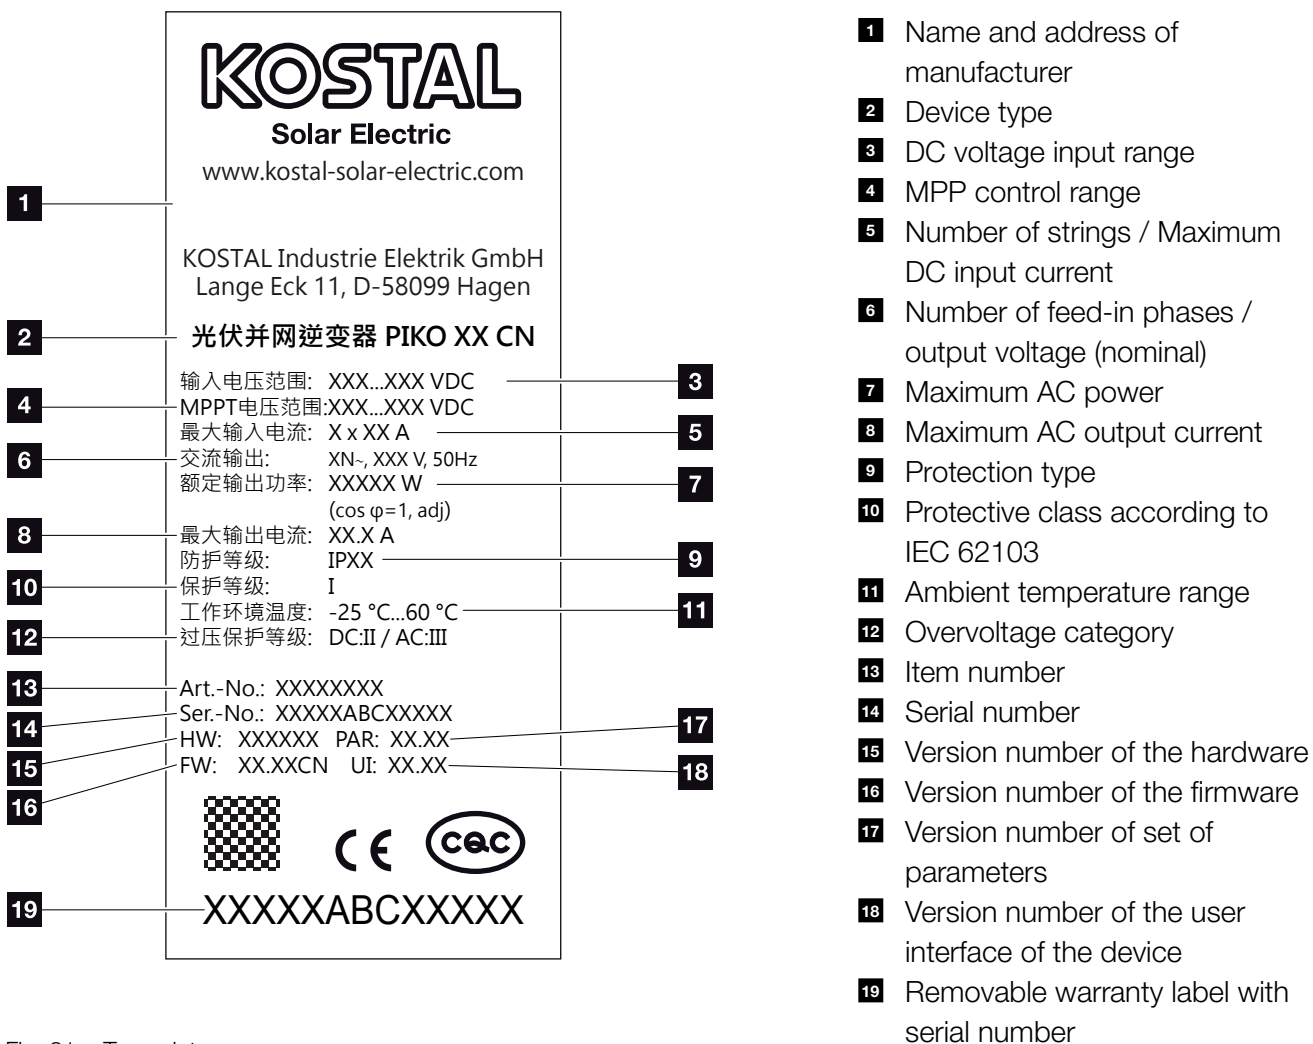 KOSTAL
Solar Electric
www.kostal-solar-electric.com
1
KOSTAL Industrie Elektrik GmbH
Lange Eck 11, D-58099 Hagen
2 光伏并网逆变器 PIKO XX CN
输入电压范围: XXX...XXX VDC 3
4 MPPT电压范围:XXX...XXX VDC
最大输入电流: X x XX A 5
6 交流输出: XN~, XXX V, 50Hz
额定输出功率: XXXXX W 7
(cos φ=1, adj)
8 最大输出电流: XX.X A
防护等级: IPXX 9
10 保护等级: I
工作环境温度: -25 °C...60 °C 11
12 过压保护等级: DC:II / AC:III
13 Art.-No.: XXXXXXXX
14 Ser.-No.: XXXXXABCXXXXX
15 HW: XXXXXX PAR: XX.XX 17
16 FW: XX.XXCN UI: XX.XX 18
CE CQC
19 XXXXXABCXXXXX
1 Name and address of
manufacturer
2 Device type
3 DC voltage input range
4 MPP control range
5 Number of strings / Maximum
DC input current
6 Number of feed-in phases /
output voltage (nominal)
7 Maximum AC power
8 Maximum AC output current
9 Protection type
10 Protective class according to
IEC 62103
11 Ambient temperature range
12 Overvoltage category
13 Item number
14 Serial number
15 Version number of the hardware
16 Version number of the firmware
17 Version number of set of
parameters
18 Version number of the user
interface of the device
19 Removable warranty label with
serial number